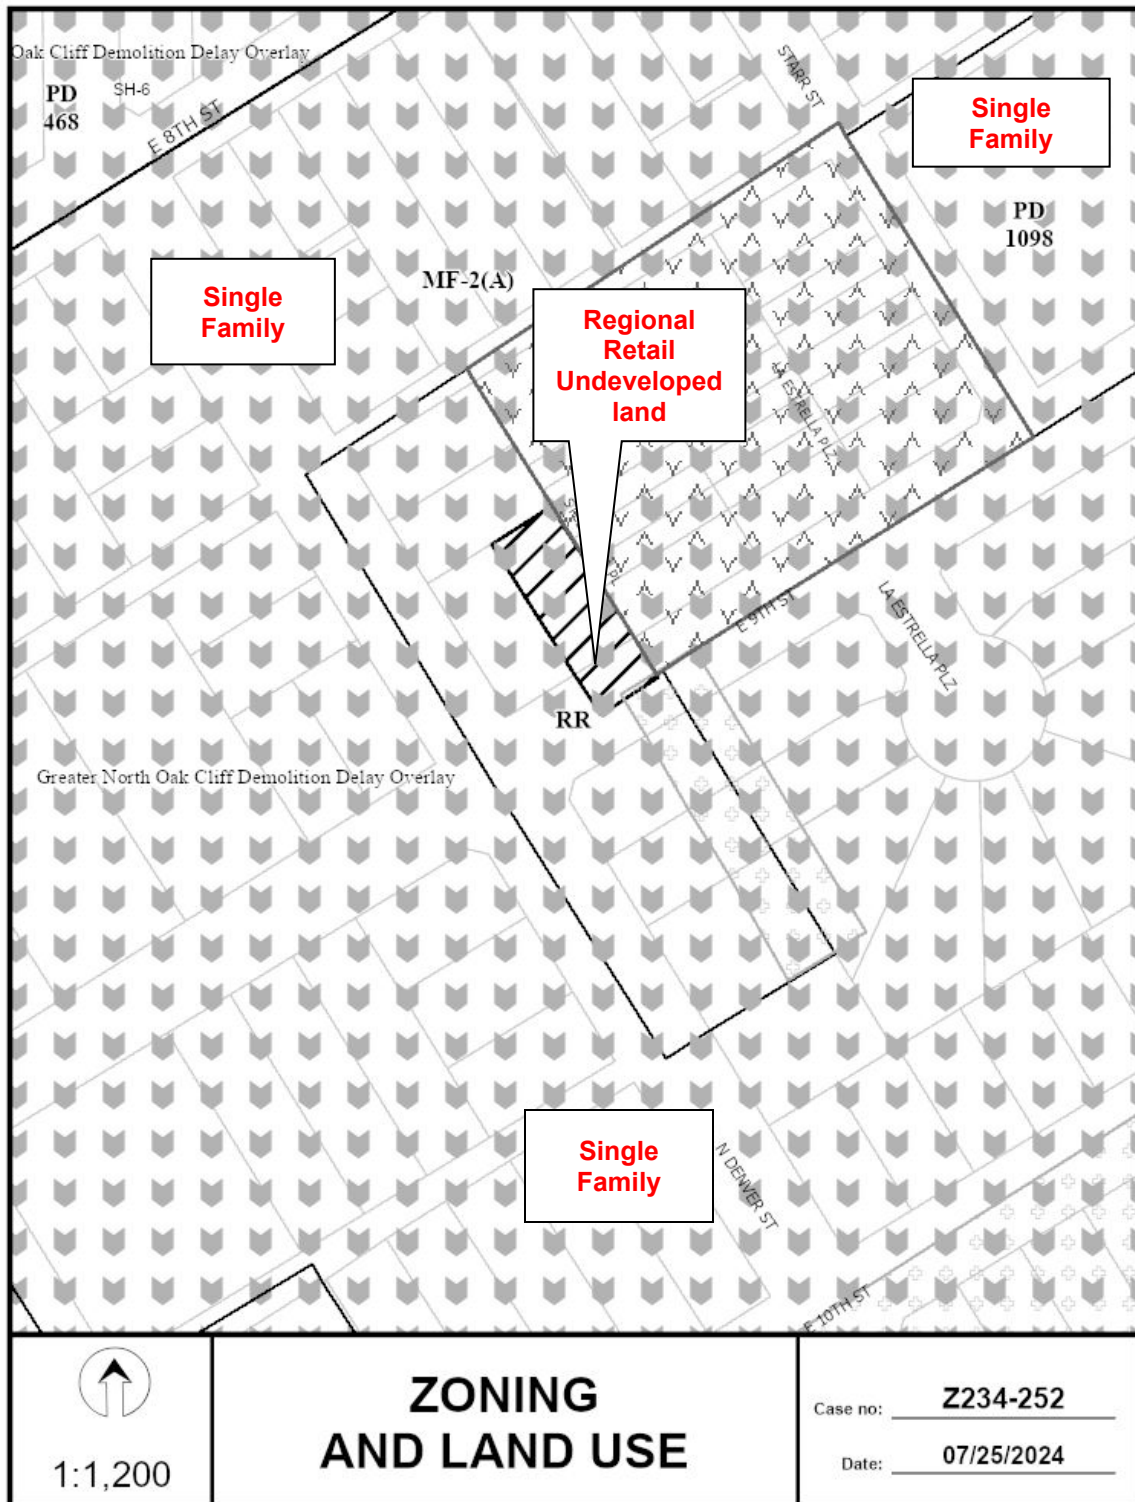 Oak Cliff Demolition Delay Overlay
PD
468
SH-6
E 8TH ST
STARR ST
Single
Family
PD
1098
MF-2(A)
Single
Family
Regional
Retail
Undeveloped
land
LA ESTRELLA PLZ
E 9TH ST
LA ESTRELLA PLZ
RR
Greater North Oak Cliff Demolition Delay Overlay
Single
Family
N DENVER ST
E 10TH ST
1:1,200
ZONING
AND LAND USE
Case no: Z234-252
Date: 07/25/2024